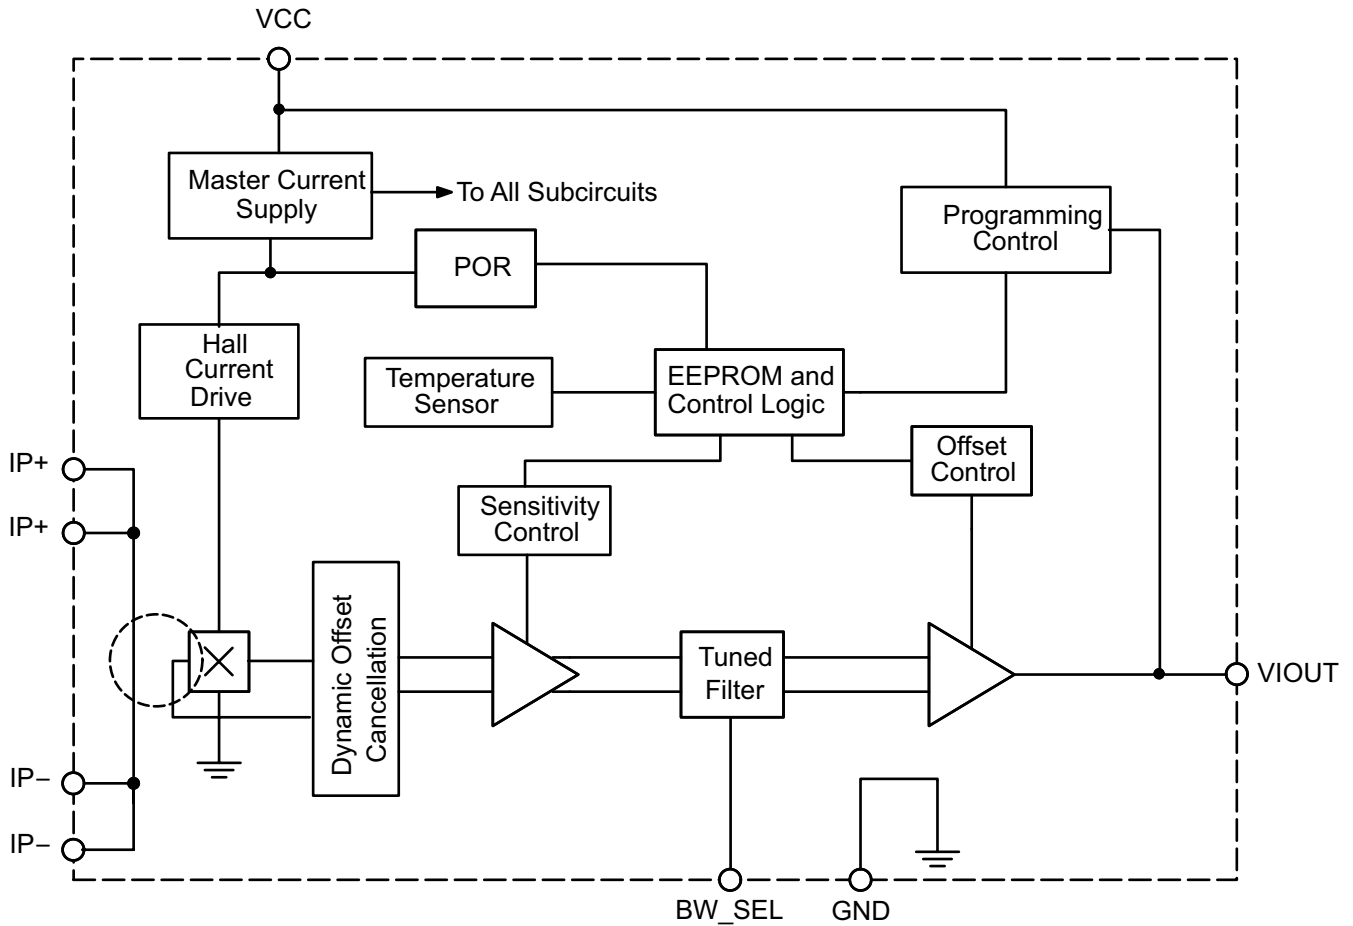 VCC
Master Current
Supply
To All Subcircuits
Programming
Control
POR
Hall
Current
Drive
Temperature
Sensor
EEPROM and
Control Logic
Offset
Control
IP+
IP+
Sensitivity
Control
Dynamic Offset
Cancellation
Tuned
Filter
VIOUT
IP−
IP−
BW_SEL
GND